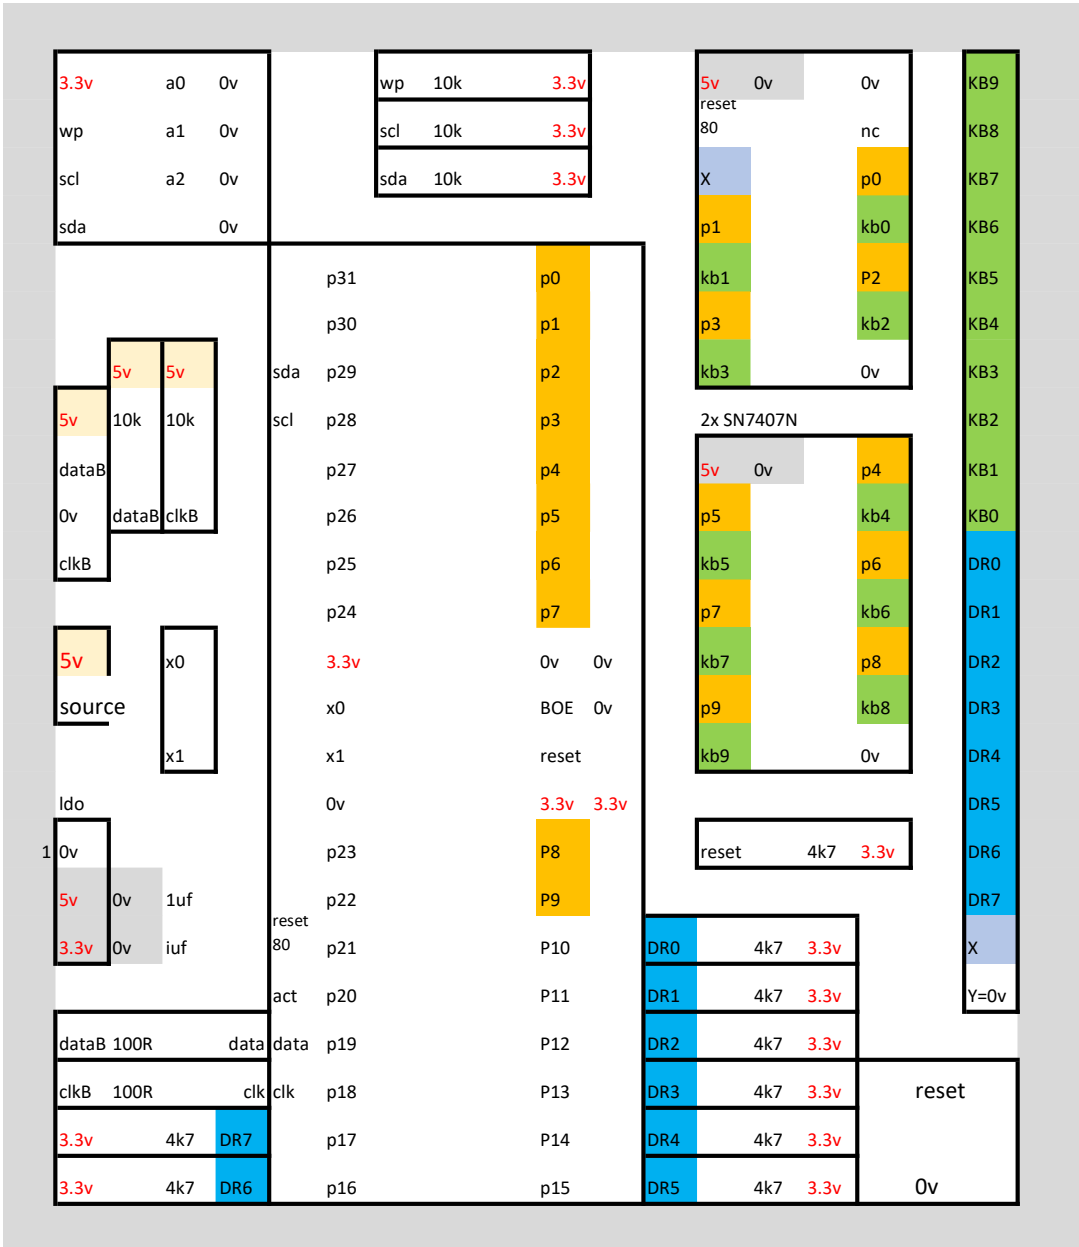 3.3v a0 0v wp 10k 3.3v 5v 0v 0v KB9
reset
wp a1 0v scl 10k 3.3v 80 nc KB8
scl a2 0v sda 10k 3.3v X p0 KB7
sda 0v p1 kb0 KB6
p31 p0 kb1 P2 KB5
p30 p1 p3 kb2 KB4
5v 5v sda p29 p2 kb3 0v KB3
5v 10k 10k scl p28 p3 2x SN7407N KB2
dataB p27 p4 5v 0v p4 KB1
0v dataB clkB p26 p5 p5 kb4 KB0
clkB p25 p6 kb5 p6 DR0
p24 p7 p7 kb6 DR1
5v x0 3.3v 0v 0v kb7 p8 DR2
source x0 BOE 0v p9 kb8 DR3
x1 x1 reset kb9 0v DR4
ldo 0v 3.3v 3.3v DR5
1 0v p23 P8 reset 4k7 3.3v DR6
5v 0v 1uf p22 P9 DR7
reset
3.3v 0v iuf 80 p21 P10 DR0 4k7 3.3v X
act p20 P11 DR1 4k7 3.3v Y=0v
dataB 100R data data p19 P12 DR2 4k7 3.3v
clkB 100R clk clk p18 P13 DR3 4k7 3.3v reset
3.3v 4k7 DR7 p17 P14 DR4 4k7 3.3v
3.3v 4k7 DR6 p16 p15 DR5 4k7 3.3v 0v